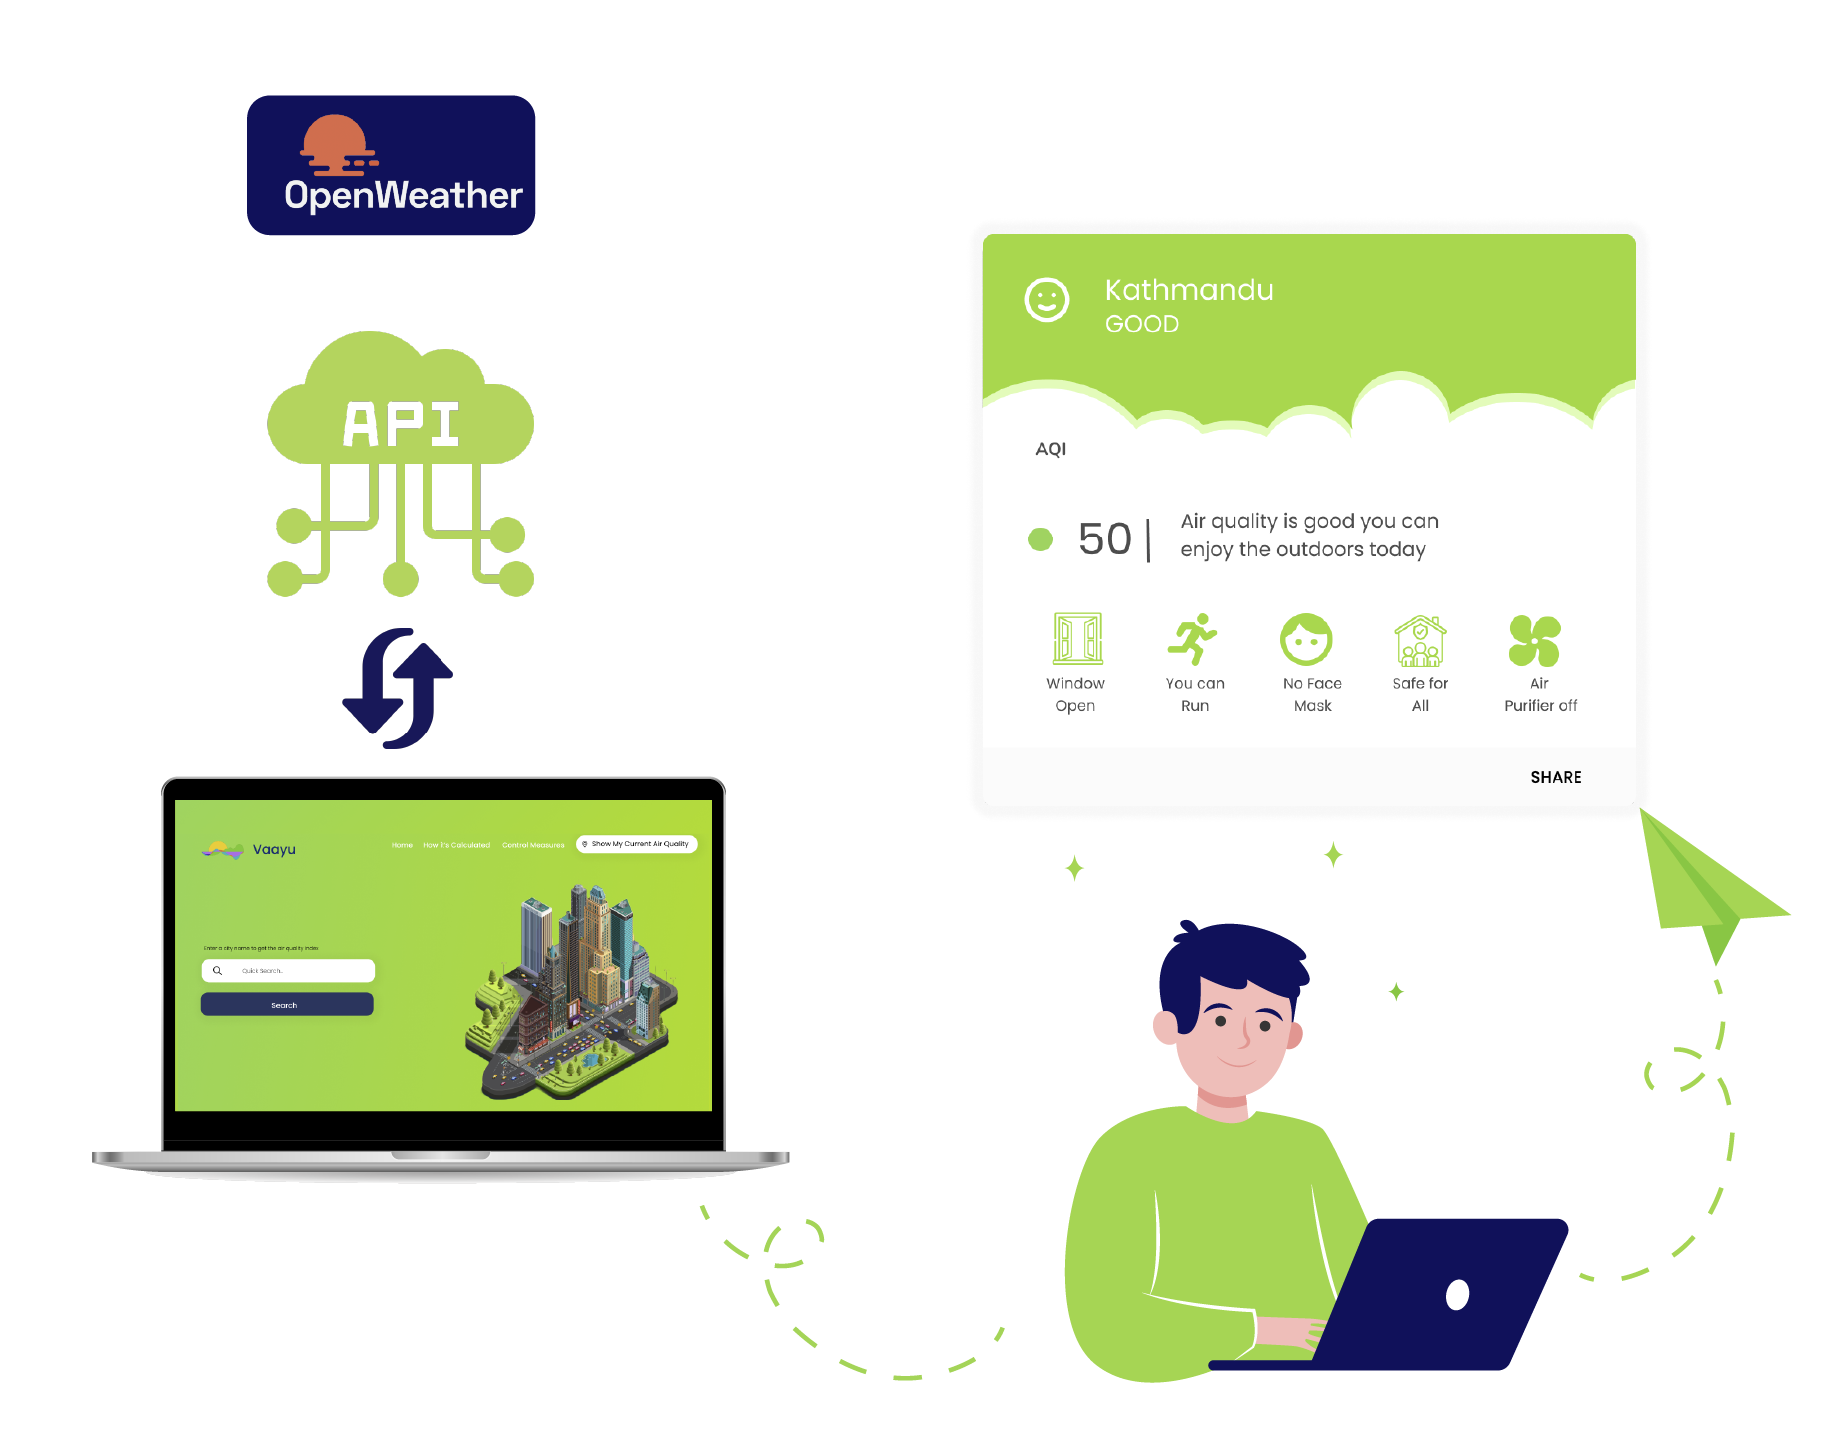 OpenWeather
API
Vaayu
Home How it's Calculated Control Measures Show My Current Air Quality
Enter a city name to get the air quality index
Quick Search..
Search
Kathmandu
GOOD
AQI
50 |
Air quality is good you can
enjoy the outdoors today
Window
Open
You can
Run
No Face
Mask
Safe for
All
Air
Purifier off
SHARE